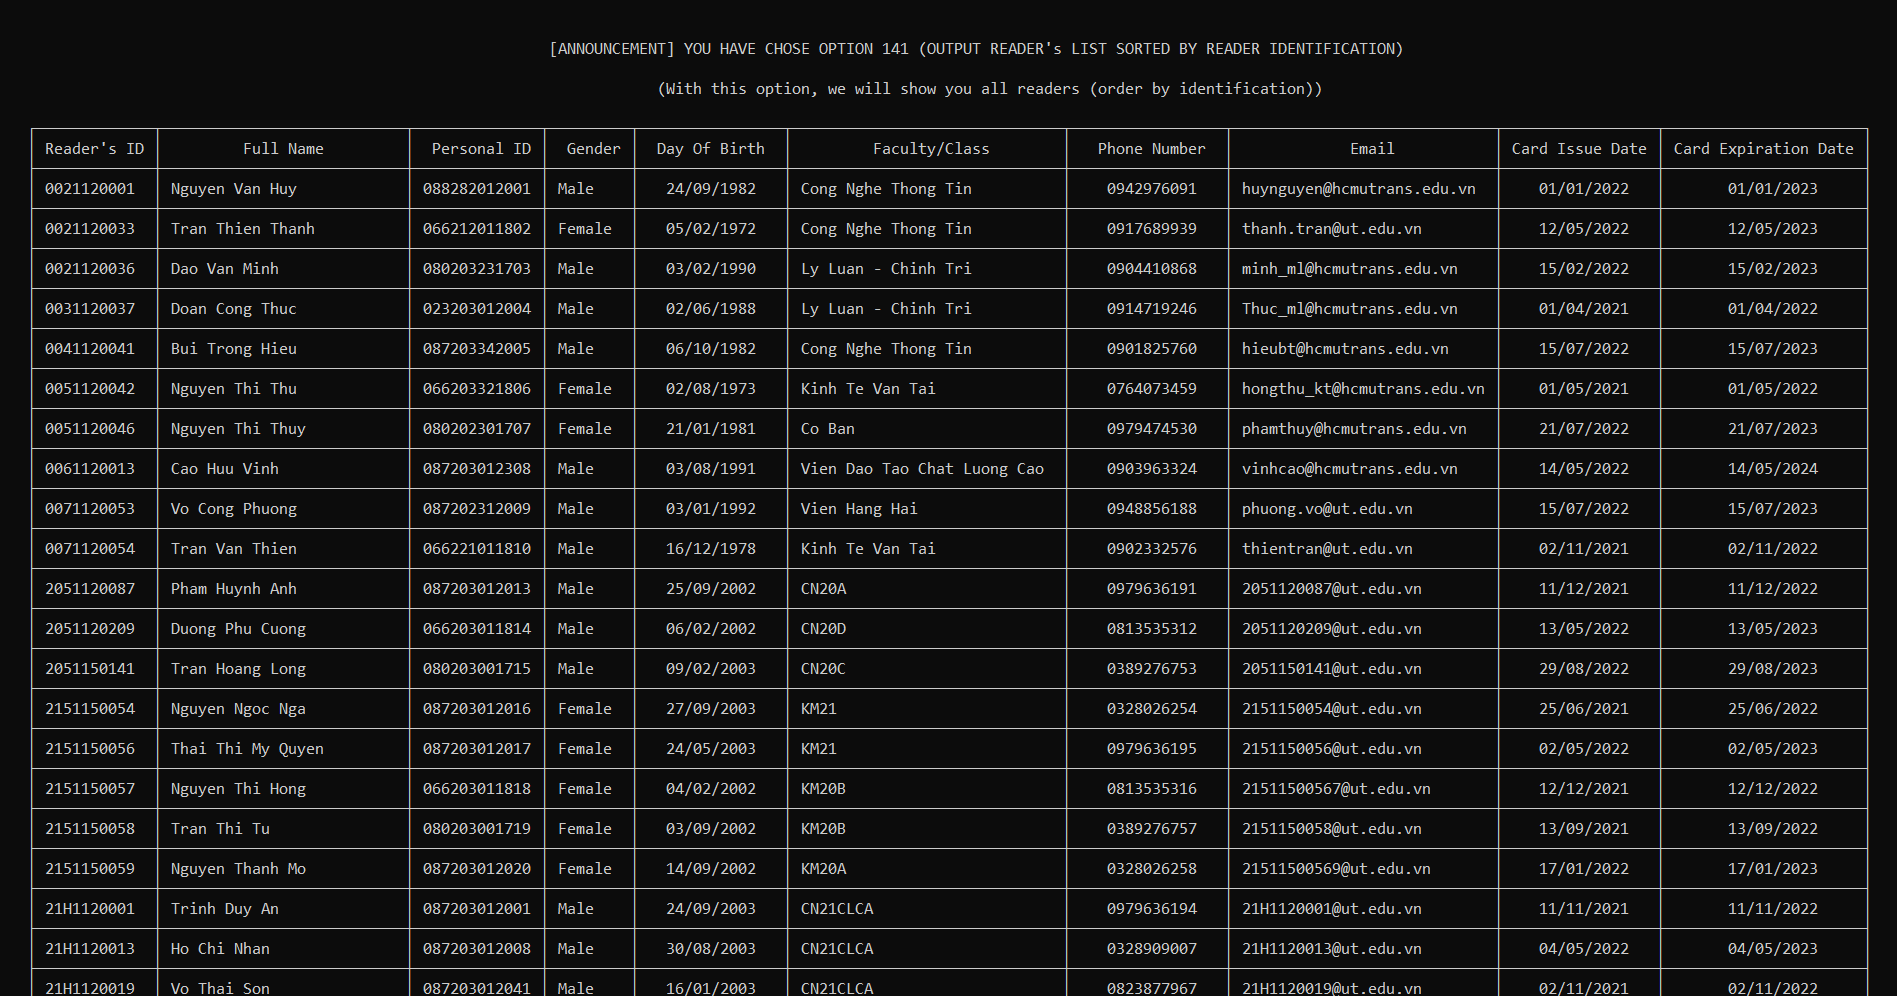 [ANNOUNCEMENT] YOU HAVE CHOSE OPTION 141 (OUTPUT READER's LIST SORTED BY READER IDENTIFICATION)
(With this option, we will show you all readers (order by identification))
Reader's ID Full Name Personal ID Gender Day Of Birth Faculty/Class Phone Number Email Card Issue Date Card Expiration Date
0021120001 Nguyen Van Huy 088282012001 Male 24/09/1982 Cong Nghe Thong Tin 0942976091 huynguyen@hcmutrans.edu.vn 01/01/2022 01/01/2023
0021120033 Tran Thien Thanh 066212011802 Female 05/02/1972 Cong Nghe Thong Tin 0917689939 thanh.tran@ut.edu.vn 12/05/2022 12/05/2023
0021120036 Dao Van Minh 080203231703 Male 03/02/1990 Ly Luan - Chinh Tri 0904410868 minh_ml@hcmutrans.edu.vn 15/02/2022 15/02/2023
0031120037 Doan Cong Thuc 023203012004 Male 02/06/1988 Ly Luan - Chinh Tri 0914719246 Thuc_ml@hcmutrans.edu.vn 01/04/2021 01/04/2022
0041120041 Bui Trong Hieu 087203342005 Male 06/10/1982 Cong Nghe Thong Tin 0901825760 hieubt@hcmutrans.edu.vn 15/07/2022 15/07/2023
0051120042 Nguyen Thi Thu 066203321806 Female 02/08/1973 Kinh Te Van Tai 0764073459 hongthu_kt@hcmutrans.edu.vn 01/05/2021 01/05/2022
0051120046 Nguyen Thi Thuy 080202301707 Female 21/01/1981 Co Ban 0979474530 phamthuy@hcmutrans.edu.vn 21/07/2022 21/07/2023
0061120013 Cao Huu Vinh 087203012308 Male 03/08/1991 Vien Dao Tao Chat Luong Cao 0903963324 vinhcao@hcmutrans.edu.vn 14/05/2022 14/05/2024
0071120053 Vo Cong Phuong 087202312009 Male 03/01/1992 Vien Hang Hai 0948856188 phuong.vo@ut.edu.vn 15/07/2022 15/07/2023
0071120054 Tran Van Thien 066221011810 Male 16/12/1978 Kinh Te Van Tai 0902332576 thientran@ut.edu.vn 02/11/2021 02/11/2022
2051120087 Pham Huynh Anh 087203012013 Male 25/09/2002 CN20A 0979636191 2051120087@ut.edu.vn 11/12/2021 11/12/2022
2051120209 Duong Phu Cuong 066203011814 Male 06/02/2002 CN20D 0813535312 2051120209@ut.edu.vn 13/05/2022 13/05/2023
2051150141 Tran Hoang Long 080203001715 Male 09/02/2003 CN20C 0389276753 2051150141@ut.edu.vn 29/08/2022 29/08/2023
2151150054 Nguyen Ngoc Nga 087203012016 Female 27/09/2003 KM21 0328026254 2151150054@ut.edu.vn 25/06/2021 25/06/2022
2151150056 Thai Thi My Quyen 087203012017 Female 24/05/2003 KM21 0979636195 2151150056@ut.edu.vn 02/05/2022 02/05/2023
2151150057 Nguyen Thi Hong 066203011818 Female 04/02/2002 KM20B 0813535316 21511500567@ut.edu.vn 12/12/2021 12/12/2022
2151150058 Tran Thi Tu 080203001719 Female 03/09/2002 KM20B 0389276757 2151150058@ut.edu.vn 13/09/2021 13/09/2022
2151150059 Nguyen Thanh Mo 087203012020 Female 14/09/2002 KM20A 0328026258 21511500569@ut.edu.vn 17/01/2022 17/01/2023
21H1120001 Trinh Duy An 087203012001 Male 24/09/2003 CN21CLCA 0979636194 21H1120001@ut.edu.vn 11/11/2021 11/11/2022
21H1120013 Ho Chi Nhan 087203012008 Male 30/08/2003 CN21CLCA 0328909007 21H1120013@ut.edu.vn 04/05/2022 04/05/2023
21H1120019 Vo Thai Son 087203012041 Male 16/01/2003 CN21CLCA 0823877967 21H1120019@ut.edu.vn 02/11/2021 02/11/2022